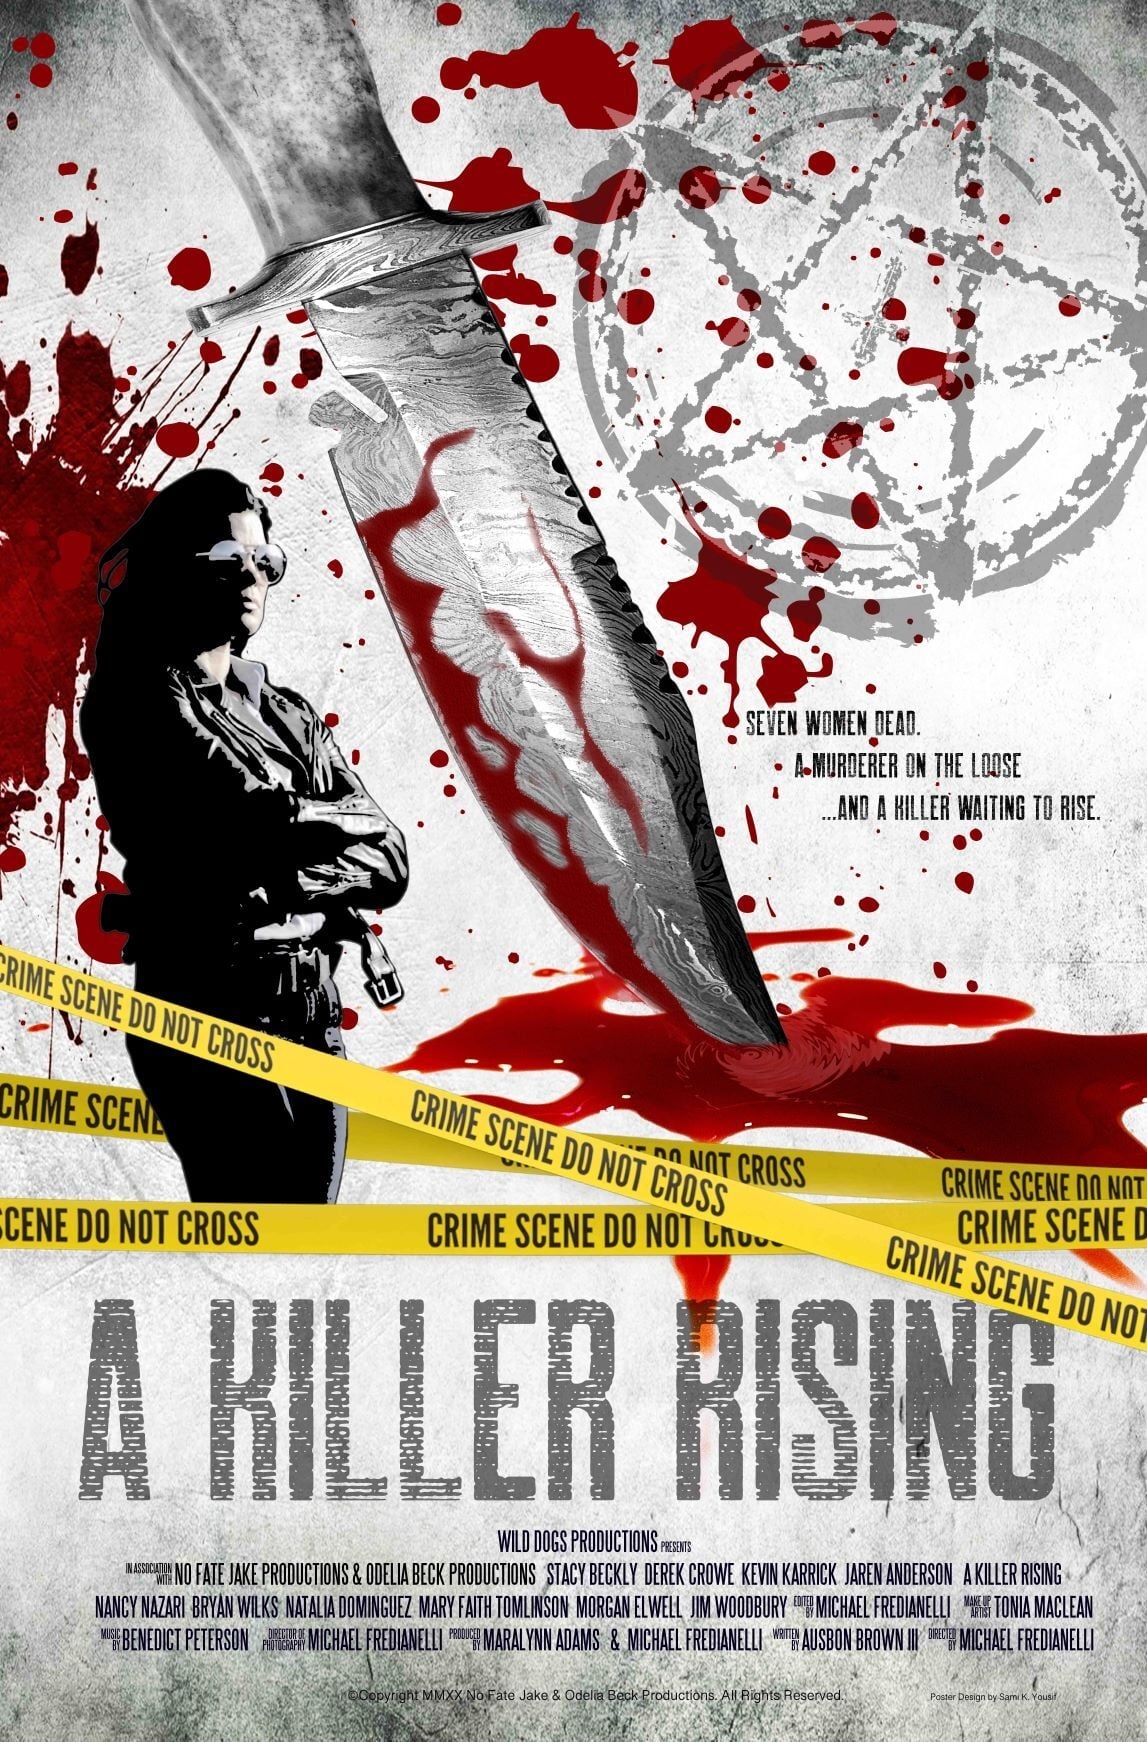 SEVEN WOMEN DEAD.
A MURDERER ON THE LOOSE
...AND A KILLER WAITING TO RISE.
CRIME SCENE DO NOT CROSS
CRIME SCENE DO NOT CROSS
CRIME SCENE DO NOT
CRIME SCENE
DO NOT CROSS
CRIME SCENE DO NOT
SCENE DO NOT CROSS
CRIME SCENE DO NOT CROSS
CRIME SCENE D
A KILLER RISING
WILD DOGS PRODUCTIONS PRESENTS
IN ASSOCIATION WITH NO FATE JAKE PRODUCTIONS & ODELIA BECK PRODUCTIONS STACY BECKLY DEREK CROWE KEVIN KARRICK JAREN ANDERSON A KILLER RISING
NANCY NAZARI BRYAN WILKS NATALIA DOMINGUEZ MARY FAITH TOMLINSON MORGAN ELWELL JIM WOODBURY EDITED BY MICHAEL FREDIANELLI MAKE UP ARTIST TONIA MACLEAN
MUSIC BY BENEDICT PETERSON DIRECTOR OF PHOTOGRAPHY MICHAEL FREDIANELLI PRODUCED BY MARALYNN ADAMS & MICHAEL FREDIANELLI WRITTEN BY AUSBON BROWN III DIRECTED BY MICHAEL FREDIANELLI
©Copyright MMXX No Fate Jake & Odelia Beck Productions. All Rights Reserved.
Poster Design by Sami K. Yousif